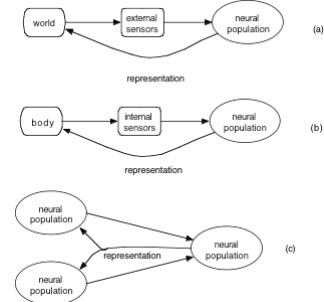 world
external
sensors
neural
population
(a)
representation
body
internal
sensors
neural
population
(b)
representation
neural
population
representation
neural
population
(c)
neural
population